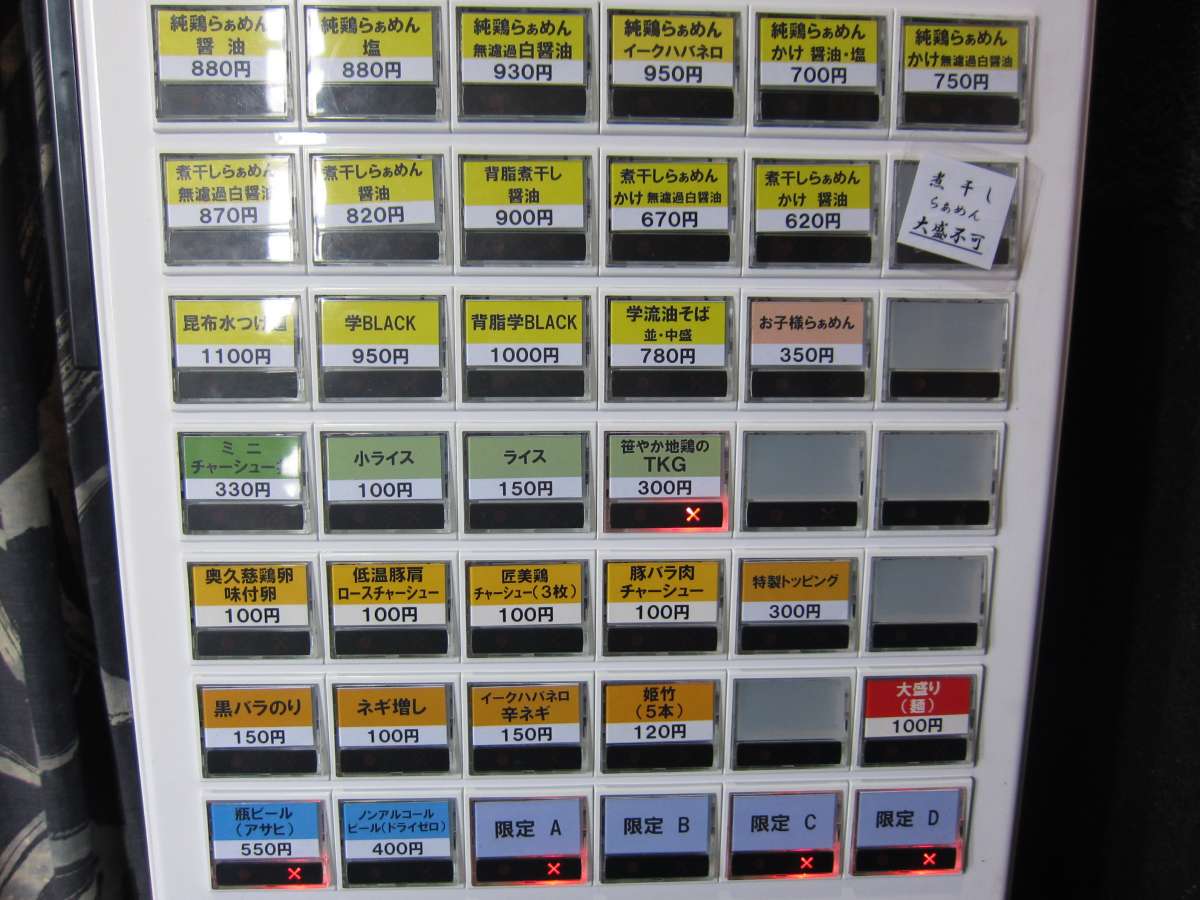 純鶏らぁめん
醤油
880円
純鶏らぁめん
塩
880円
純鶏らぁめん
無濾過白醤油
930円
純鶏らぁめん
イークハバネロ
950円
純鶏らぁめん
かけ 醤油・塩
700円
純鶏らぁめん
かけ無濾過白醤油
750円
煮干しらぁめん
無濾過白醤油
870円
煮干しらぁめん
醤油
820円
背脂煮干し
醤油
900円
煮干しらぁめん
かけ 無濾過白醤油
670円
煮干しらぁめん
かけ 醤油
620円
煮干し
らぁめん
大盛不可
昆布水つけ麺
1100円
学BLACK
950円
背脂学BLACK
1000円
学流油そば
並・中盛
780円
お子様らぁめん
350円
ミニ
チャーシュー
330円
小ライス
100円
ライス
150円
笹やか地鶏の
TKG
300円
×
奥久慈鶏卵
味付卵
100円
低温豚肩
ロースチャーシュー
100円
匠美鶏
チャーシュー(3枚)
100円
豚バラ肉
チャーシュー
100円
特製トッピング
300円
黒バラのり
150円
ネギ増し
100円
イークハバネロ
辛ネギ
150円
姫竹
(5本)
120円
大盛り
(麺)
100円
瓶ビール
(アサヒ)
550円
×
ノンアルコール
ビール(ドライゼロ)
400円
限定 A
×
限定 B
限定 C
×
限定 D
×